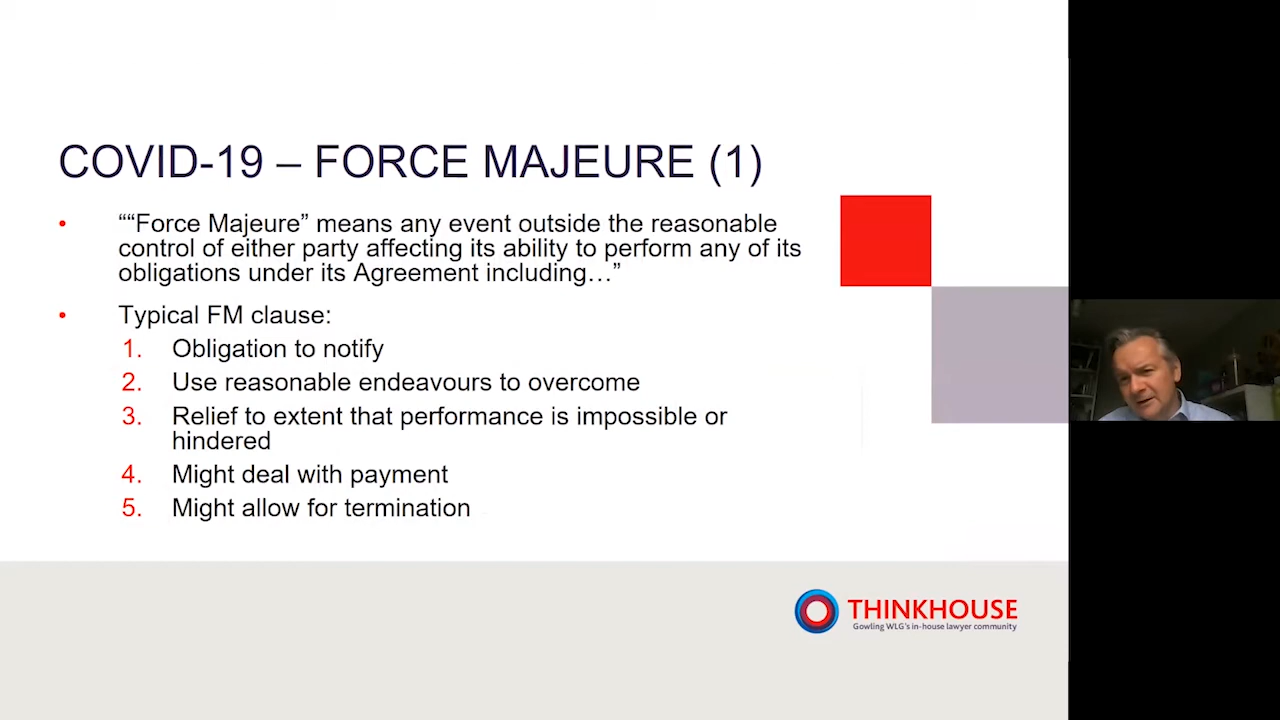 COVID-19 – FORCE MAJEURE (1)
• ““Force Majeure” means any event outside the reasonable
control of either party affecting its ability to perform any of its
obligations under its Agreement including…”
• Typical FM clause:
1. Obligation to notify
2. Use reasonable endeavours to overcome
3. Relief to extent that performance is impossible or
hindered
4. Might deal with payment
5. Might allow for termination
THINKHOUSE
Gowling WLG's in-house lawyer community